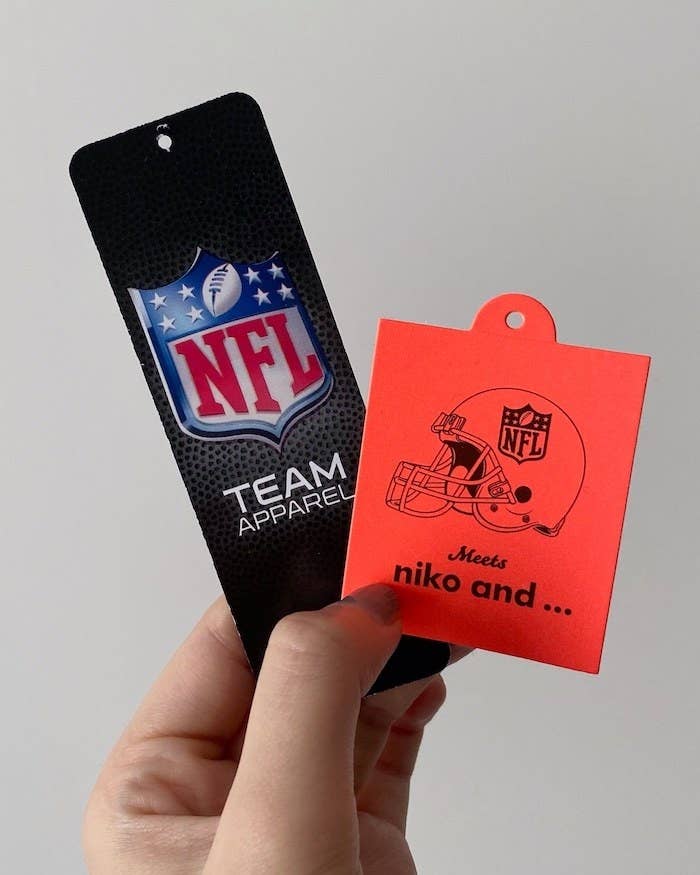 NFL
TEAM
APPAREL
NFL
Meets
niko and ...